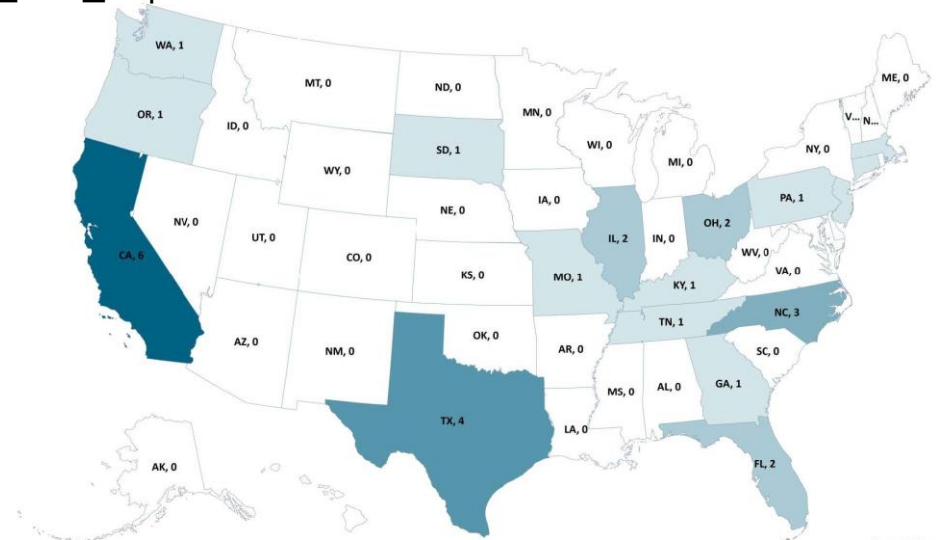 WA, 1
MT, 0
ND, 0
MN, 0
ME, 0
OR, 1
ID, 0
SD, 1
WI, 0
MI, 0
NY, 0
V...
N...
WY, 0
IA, 0
PA, 1
NV, 0
UT, 0
CO, 0
NE, 0
IL, 2
IN, 0
OH, 2
WV, 0
VA, 0
CA, 6
KS, 0
MO, 1
KY, 1
AZ, 0
NM, 0
OK, 0
AR, 0
TN, 1
NC, 3
SC, 0
TX, 4
LA, 0
MS, 0
AL, 0
GA, 1
FL, 2
AK, 0